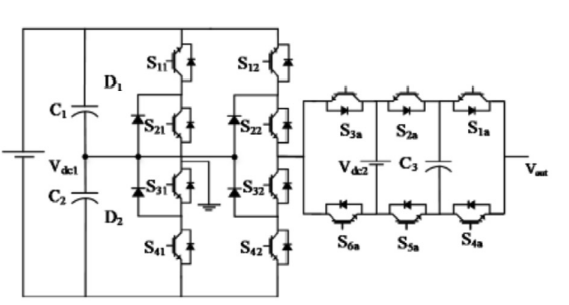 S11
S12
D1
C1
S21
S22
S3a
S2a
S1a
Vdc1
Vdc2
C3
Vout
C2
S31
S32
D2
S41
S42
S6a
S5a
S4a